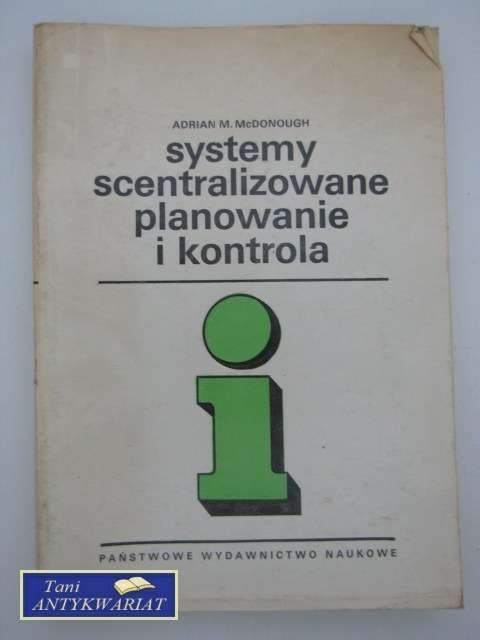 ADRIAN M. McDONOUGH
systemy
scentralizowane
planowanie
i kontrola
i
PAŃSTWOWE WYDAWNICTWO NAUKOWE
Tani
ANTYKWARIAT